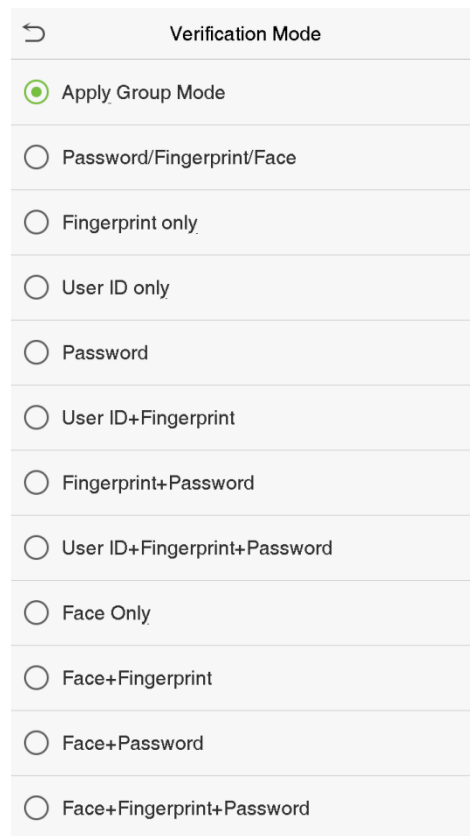 Verification Mode
Apply Group Mode
Password/Fingerprint/Face
Fingerprint only
User ID only
Password
User ID+Fingerprint
Fingerprint+Password
User ID+Fingerprint+Password
Face Only
Face+Fingerprint
Face+Password
Face+Fingerprint+Password